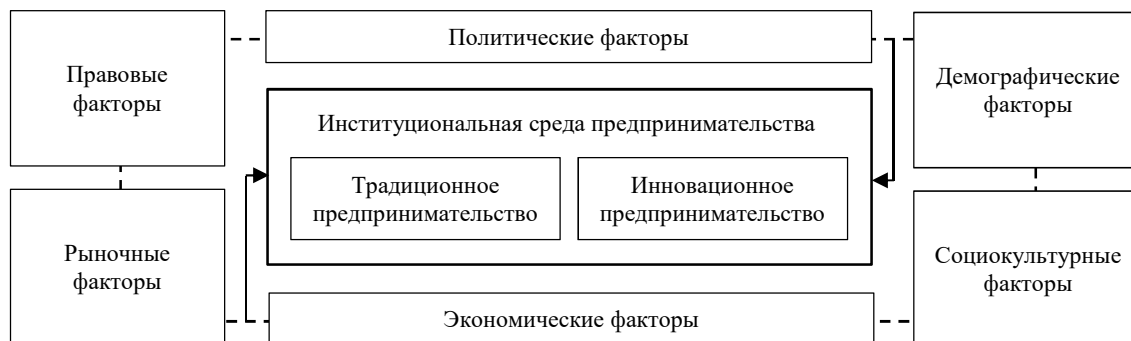 Политические факторы
Правовые
факторы
Демографические
факторы
Институциональная среда предпринимательства
Традиционное
предпринимательство
Инновационное
предпринимательство
Рыночные
факторы
Социокультурные
факторы
Экономические факторы